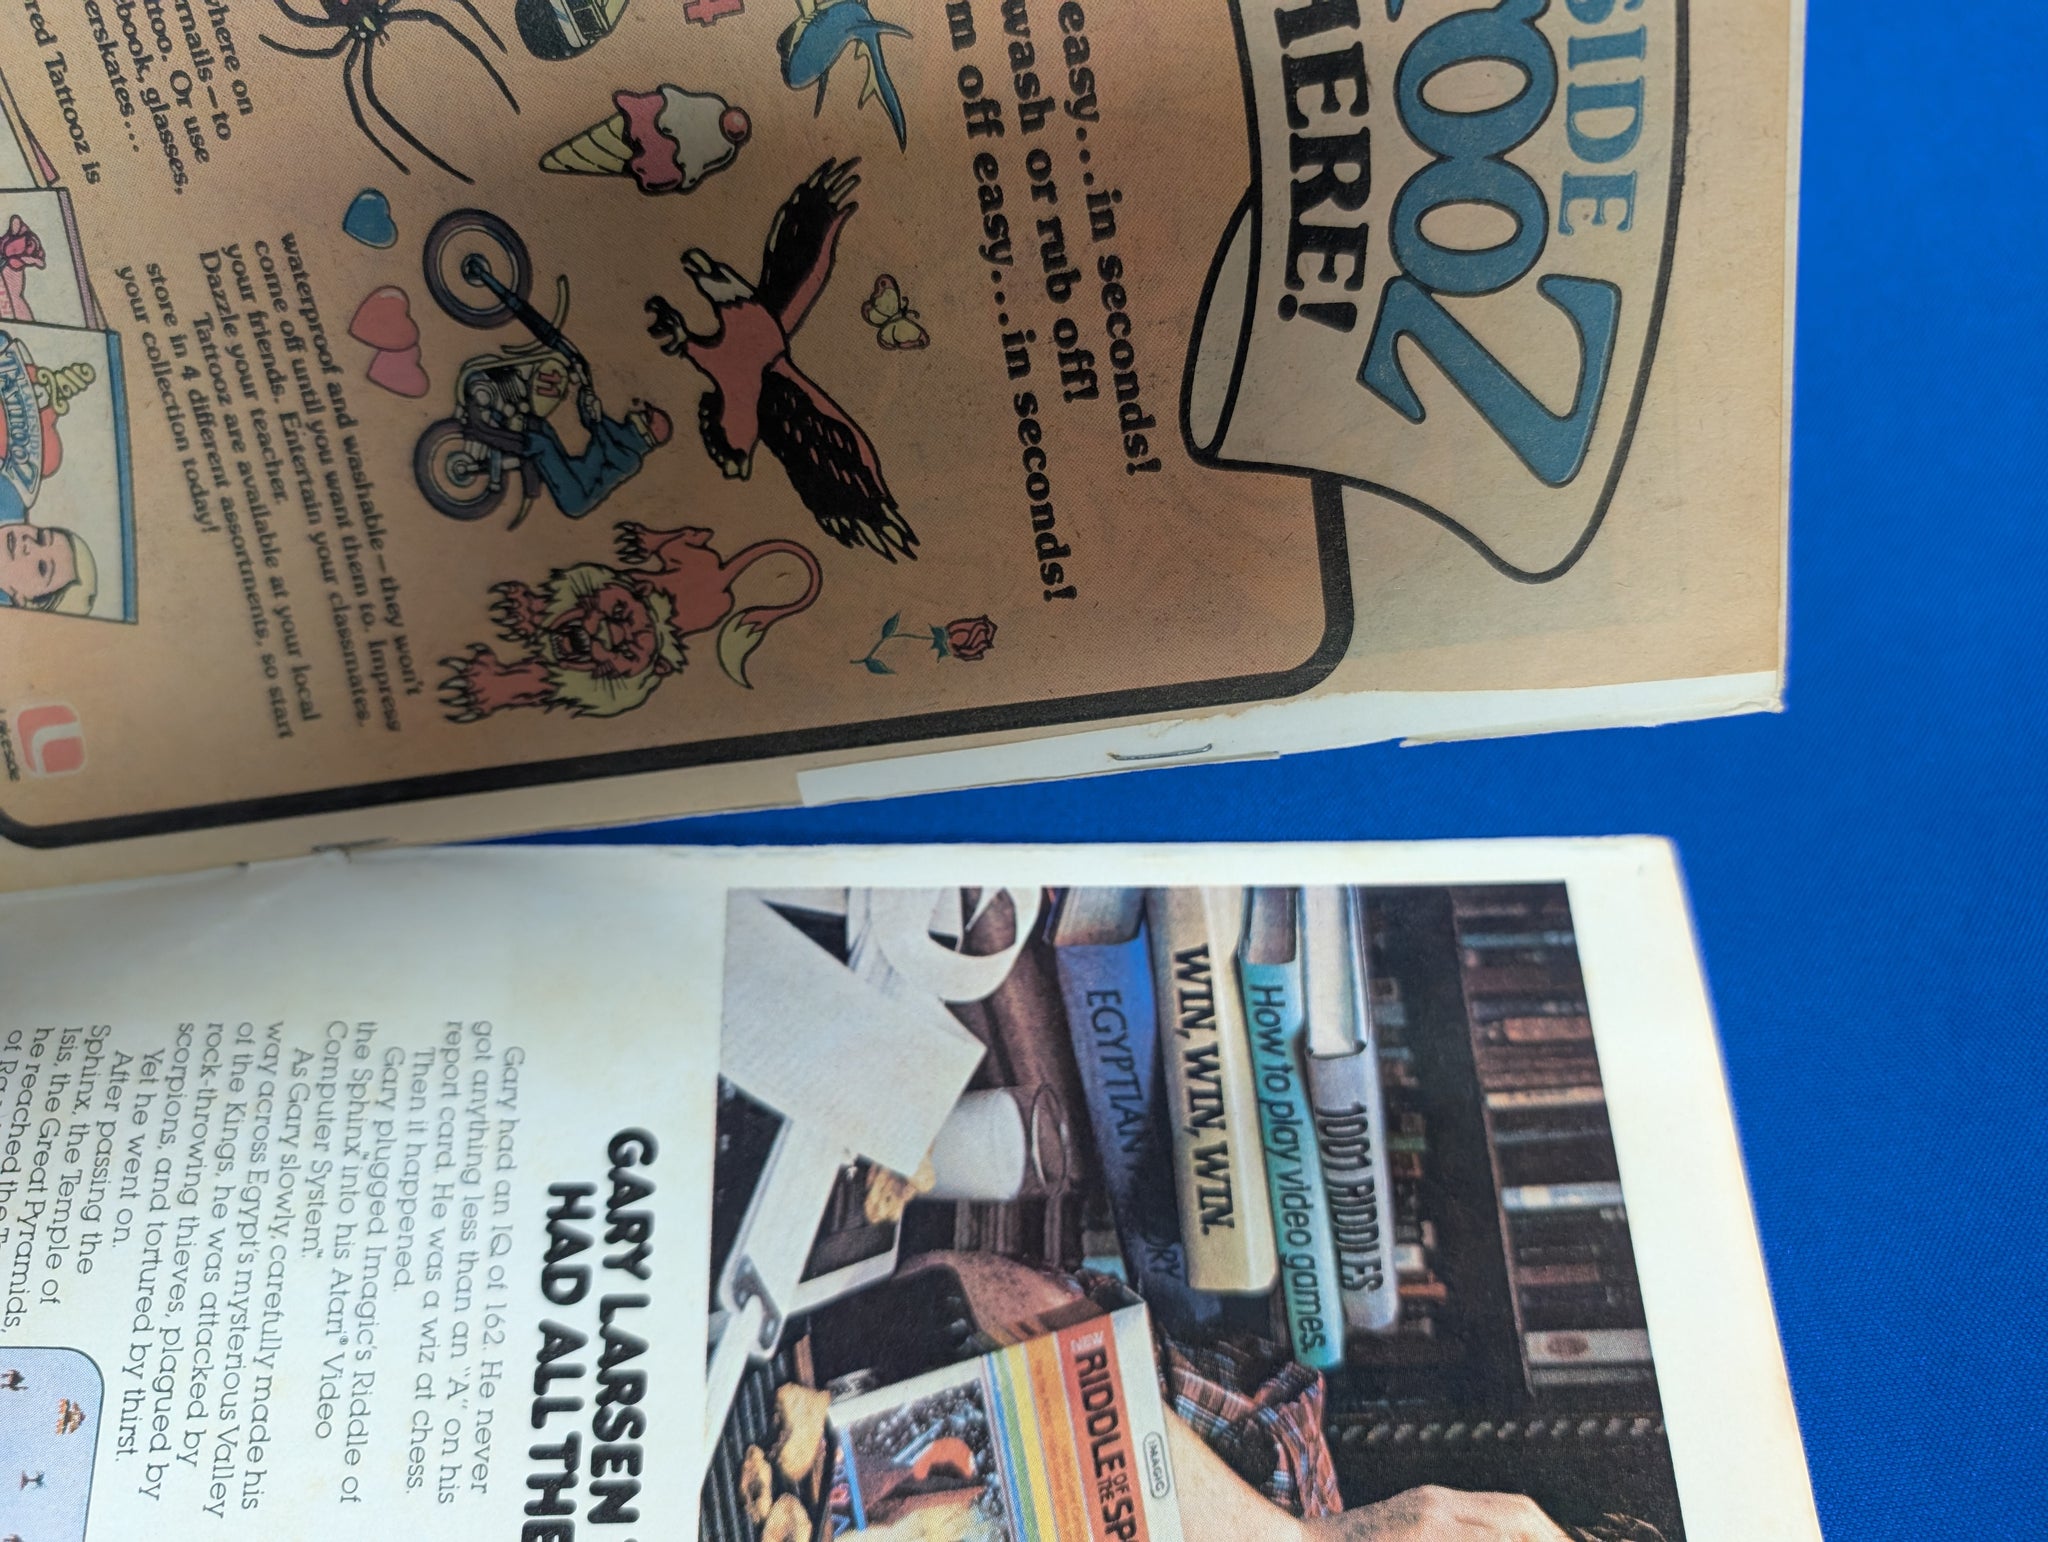 SIDE
HERE!
easy...in seconds!
wash or rub off!
m off easy...in seconds!
where on
rnails—to
ttoo. Or use
ebook, glasses,
erskates...
red Tattooz is
waterproof and washable—they won't
come off until you want them to. Impress
your friends. Entertain your classmates.
Dazzle your teacher.
Tattooz are available at your local
store in 4 different assortments, so start
your collection today!
1001 RIDDLES
How to play video games.
WIN, WIN, WIN.
EGYPTIAN
RY
IMAGIC
RIDDLE OF THE SP
GARY LARSEN
HAD ALL THE
Gary had an IQ of 162. He never
got anything less than an "A" on his
report card. He was a wiz at chess.
Then it happened.
Gary plugged Imagic's Riddle of
the Sphinx™ into his Atari® Video
Computer System.™
As Gary slowly, carefully made his
way across Egypt's mysterious Valley
of the Kings, he was attacked by
rock-throwing thieves, plagued by
scorpions, and tortured by thirst.
Yet he went on.
After passing the
Sphinx, the Temple of
Isis, the Great Pyramids,
he reached the T